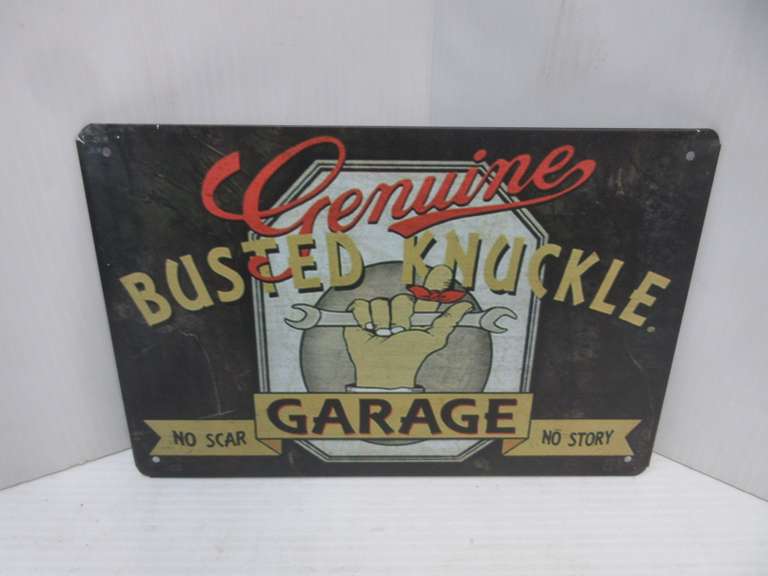 Genuine
BUSTED KNUCKLE
GARAGE
NO SCAR NO STORY